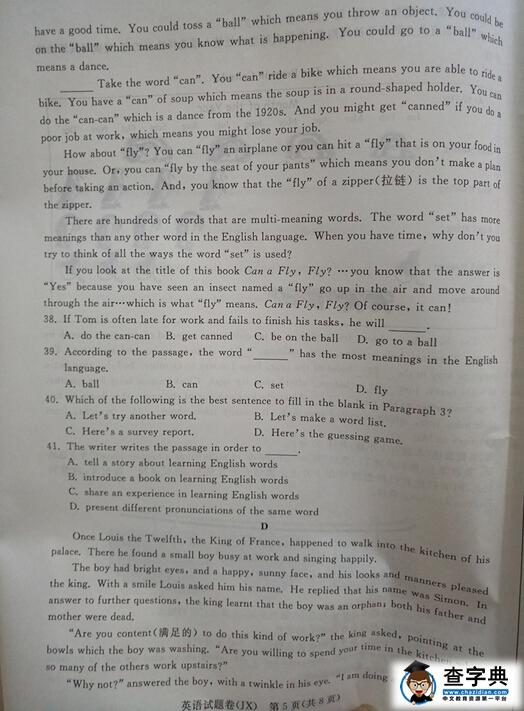 have a good time. You could toss a “ball” which means you throw an object. You could be
on the “ball” which means you know what is happening. You could go to a “ball” which
means a dance.
______ Take the word “can”. You “can” ride a bike which means you are able to ride a
bike. You have a “can” of soup which means the soup is in a round-shaped holder. You can
do the “can-can” which is a dance from the 1920s. And you might get “canned” if you do a
poor job at work, which means you might lose your job.
How about “fly”? You can “fly” an airplane or you can hit a “fly” that is on your food in
your house. Or, you can “fly by the seat of your pants” which means you don't make a plan
before taking an action. And, you know that the “fly” of a zipper(拉链) is the top part of
the zipper.
There are hundreds of words that are multi-meaning words. The word “set” has more
meanings than any other word in the English language. When you have time, why don't you
try to think of all the ways the word “set” is used?
If you look at the title of this book Can a Fly, Fly? …you know that the answer is
“Yes” because you have seen an insect named a “fly” go up in the air and move around
through the air…which is what “fly” means. Can a Fly, Fly? Of course, it can!
38. If Tom is often late for work and fails to finish his tasks, he will ______.
A. do the can-can B. get canned C. be on the ball D. go to a ball
39. According to the passage, the word “______” has the most meanings in the English
language.
A. ball B. can C. set D. fly
40. Which of the following is the best sentence to fill in the blank in Paragraph 3?
A. Let's try another word. B. Let's make a word list.
C. Here's a survey report. D. Here's the guessing game.
41. The writer writes the passage in order to ______.
A. tell a story about learning English words
B. introduce a book on learning English words
C. share an experience in learning English words
D. present different pronunciations of the same word
D
Once Louis the Twelfth, the King of France, happened to walk into the kitchen of his
palace. There he found a small boy busy at work and singing happily.
The boy had bright eyes, and a happy, sunny face, and his looks and manners pleased
the king. With a smile Louis asked him his name. He replied that his name was Simon. In
answer to further questions, the king learnt that the boy was an orphan; both his father and
mother were dead.
“Are you content(满足的) to do this kind of work?” the king asked, pointing at the
bowls which the boy was washing. “Are you willing to spend your time in the kitchen
so many of the others work upstairs?”
“Why not?” answered the boy, with a twinkle in his eye. “I am doing
英语试题卷(JX) 第5页(共8页)
查字典
www.chazidian.com
中文教育资源第一平台